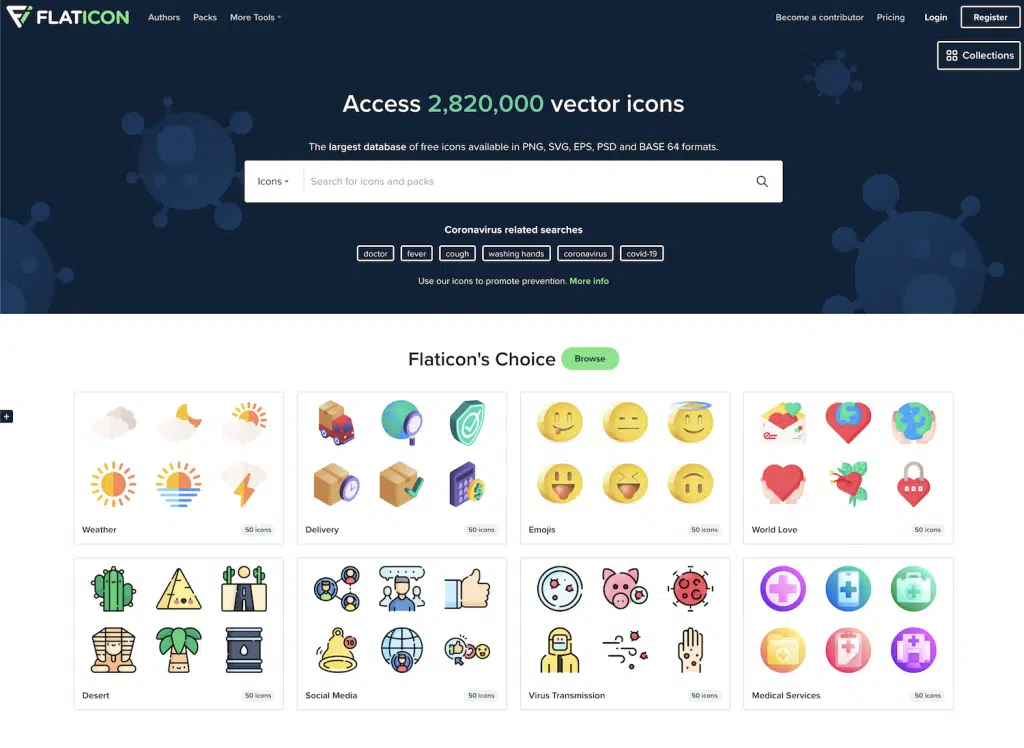 FLATICON Authors Packs More Tools Become a contributor Pricing Login Register
Collections
Access 2,820,000 vector icons
The largest database of free icons available in PNG, SVG, EPS, PSD and BASE 64 formats.
Icons Search for icons and packs
Coronavirus related searches
doctor fever cough washing hands coronavirus covid-19
Use our icons to promote prevention. More info
Flaticon's Choice Browse
Weather 50 icons Delivery 50 icons Emojis 50 icons World Love 50 icons
10
Desert 50 icons Social Media 50 icons Virus Transmission 50 icons Medical Services 50 icons